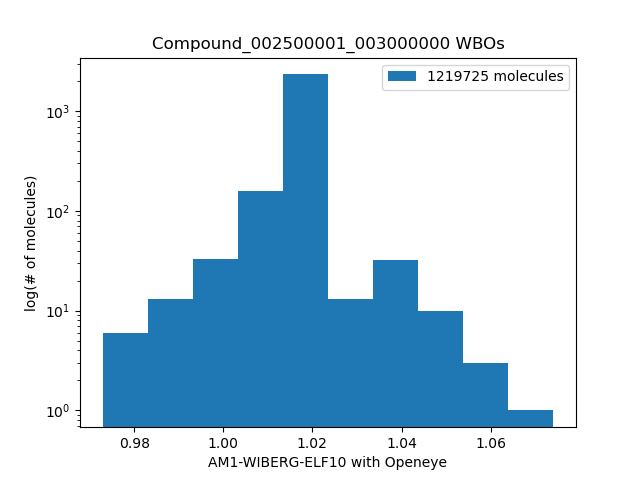 Compound_002500001_003000000 WBOs
1219725 molecules
log(# of molecules)
10³
10²
10¹
10⁰
0.98 1.00 1.02 1.04 1.06
AM1-WIBERG-ELF10 with Openeye